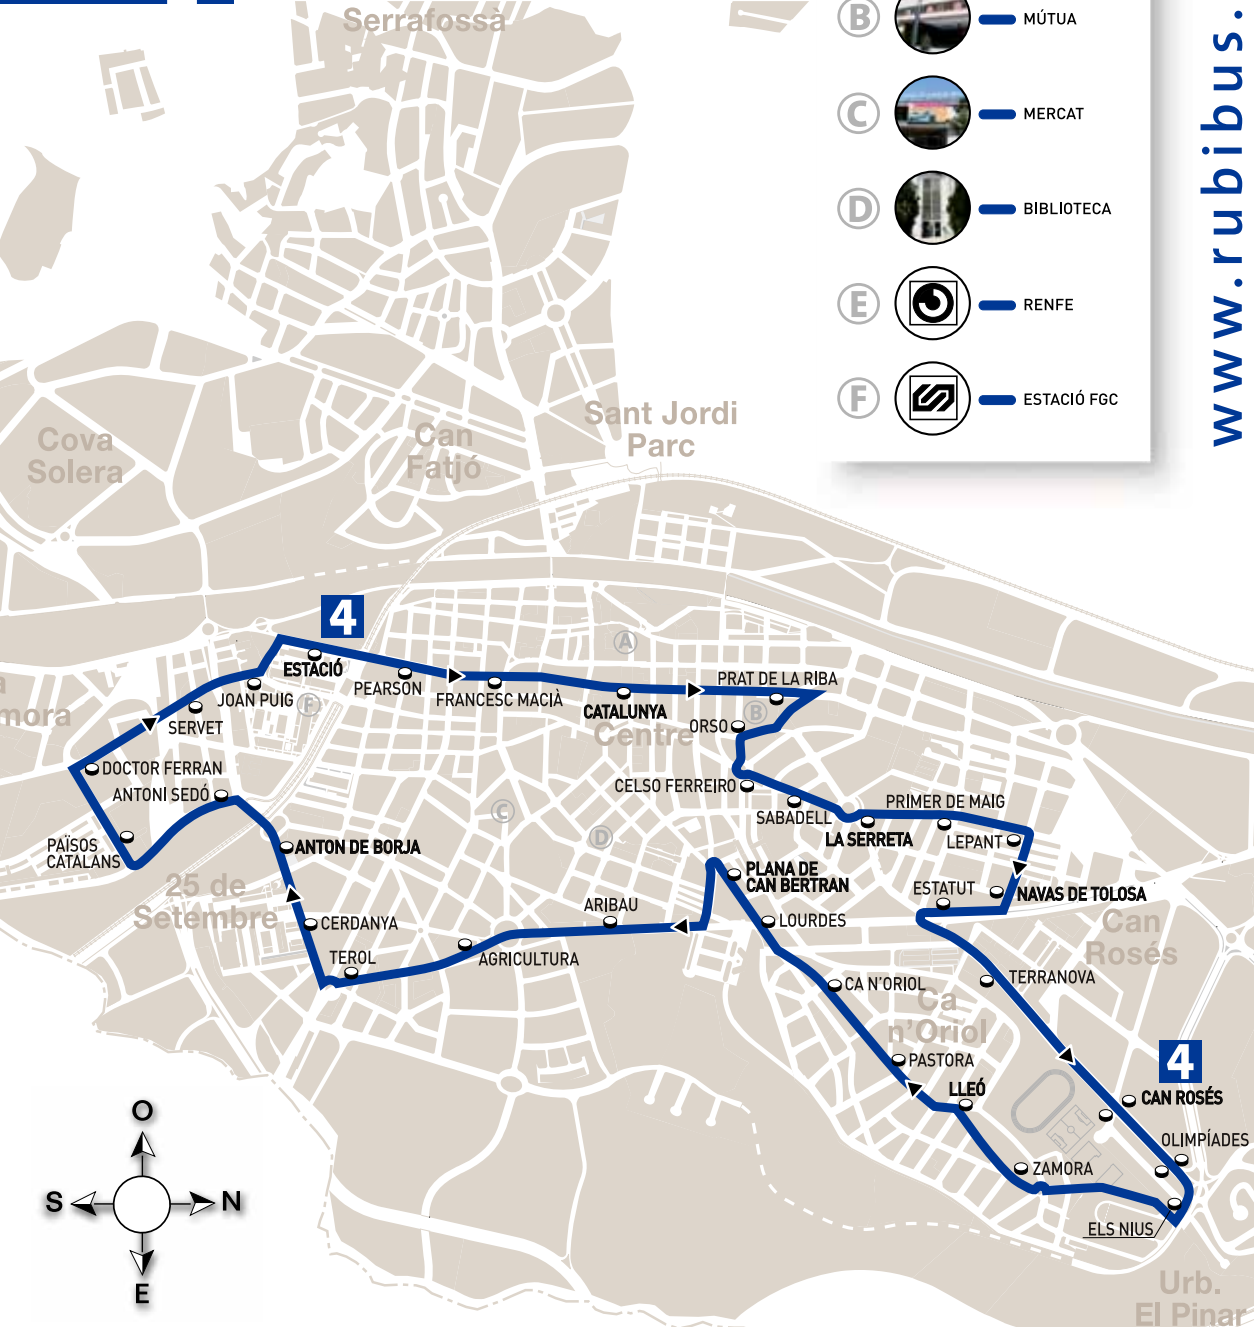 Serrafossà
B
MÚTUA
C
MERCAT
D
BIBLIOTECA
E
RENFE
F
ESTACIÓ FGC
www.rubibus.
Cova
Solera
Can
Fatjó
Sant Jordi
Parc
4
ESTACIÓ
PEARSON
JOAN PUIG
F
FRANCESC MACIÀ
A
CATALUNYA
PRAT DE LA RIBA
B
ORSO
Centre
mora
SERVET
DOCTOR FERRAN
ANTONI SEDÓ
CELSO FERREIRO
SABADELL
PRIMER DE MAIG
LA SERRETA
LEPANT
C
D
PAÏSOS
CATALANS
ANTON DE BORJA
PLANA DE
CAN BERTRAN
ESTATUT
NAVAS DE TOLOSA
25 de
Setembre
CERDANYA
ARIBAU
LOURDES
Can
Rosés
TEROL
AGRICULTURA
CA N'ORIOL
TERRANOVA
Ca
n'Oriol
PASTORA
LLEÓ
4
CAN ROSÉS
OLIMPÍADES
ZAMORA
ELS NIUS
O
S
N
E
Urb.
El Pinar